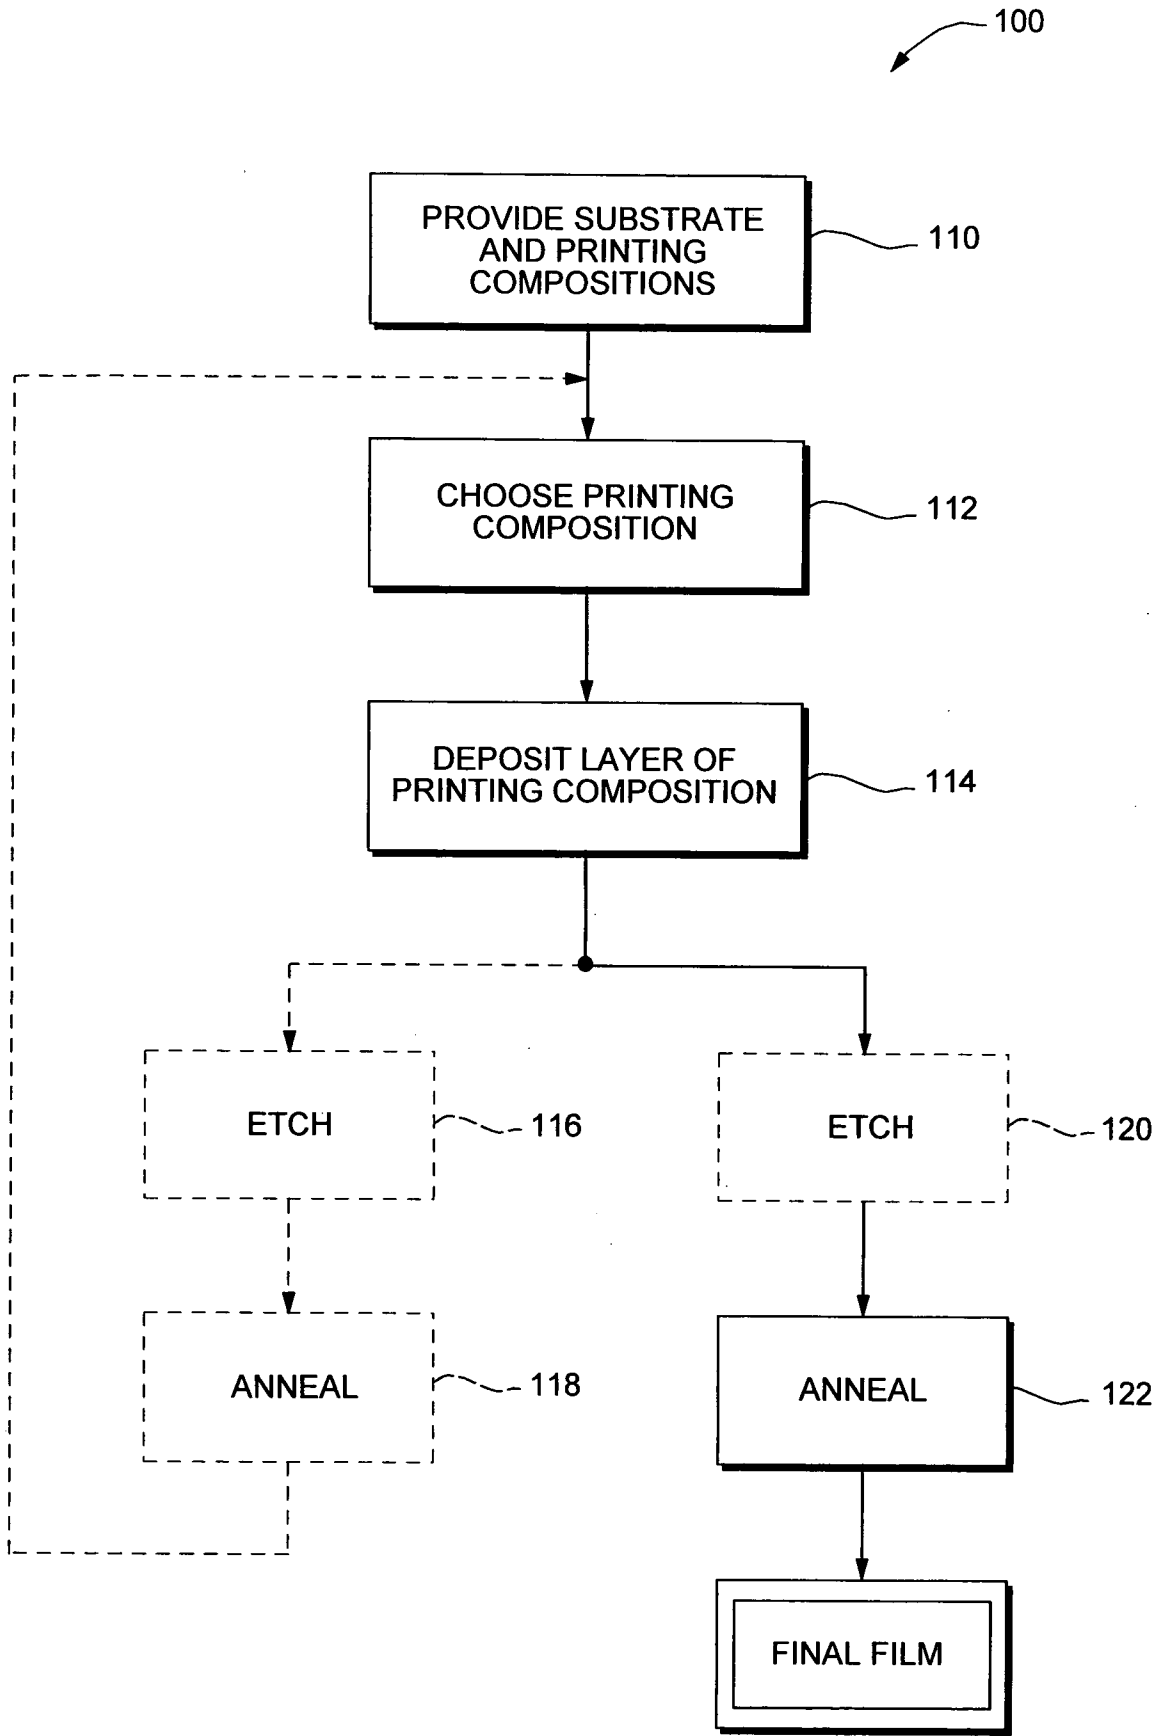 100
PROVIDE SUBSTRATE
AND PRINTING
COMPOSITIONS
110
CHOOSE PRINTING
COMPOSITION
112
DEPOSIT LAYER OF
PRINTING COMPOSITION
114
ETCH
116
ETCH
120
ANNEAL
118
ANNEAL
122
FINAL FILM